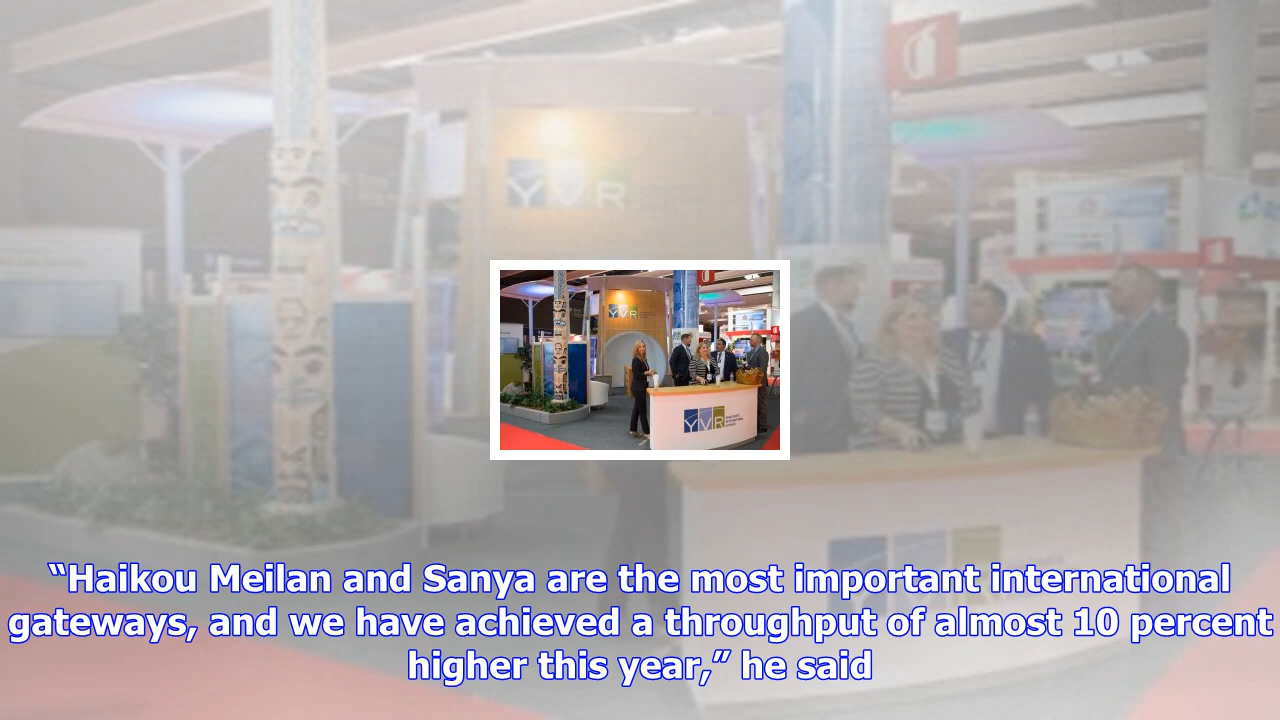 YVR
YVR
“Haikou Meilan and Sanya are the most important international
gateways, and we have achieved a throughput of almost 10 percent
higher this year,” he said